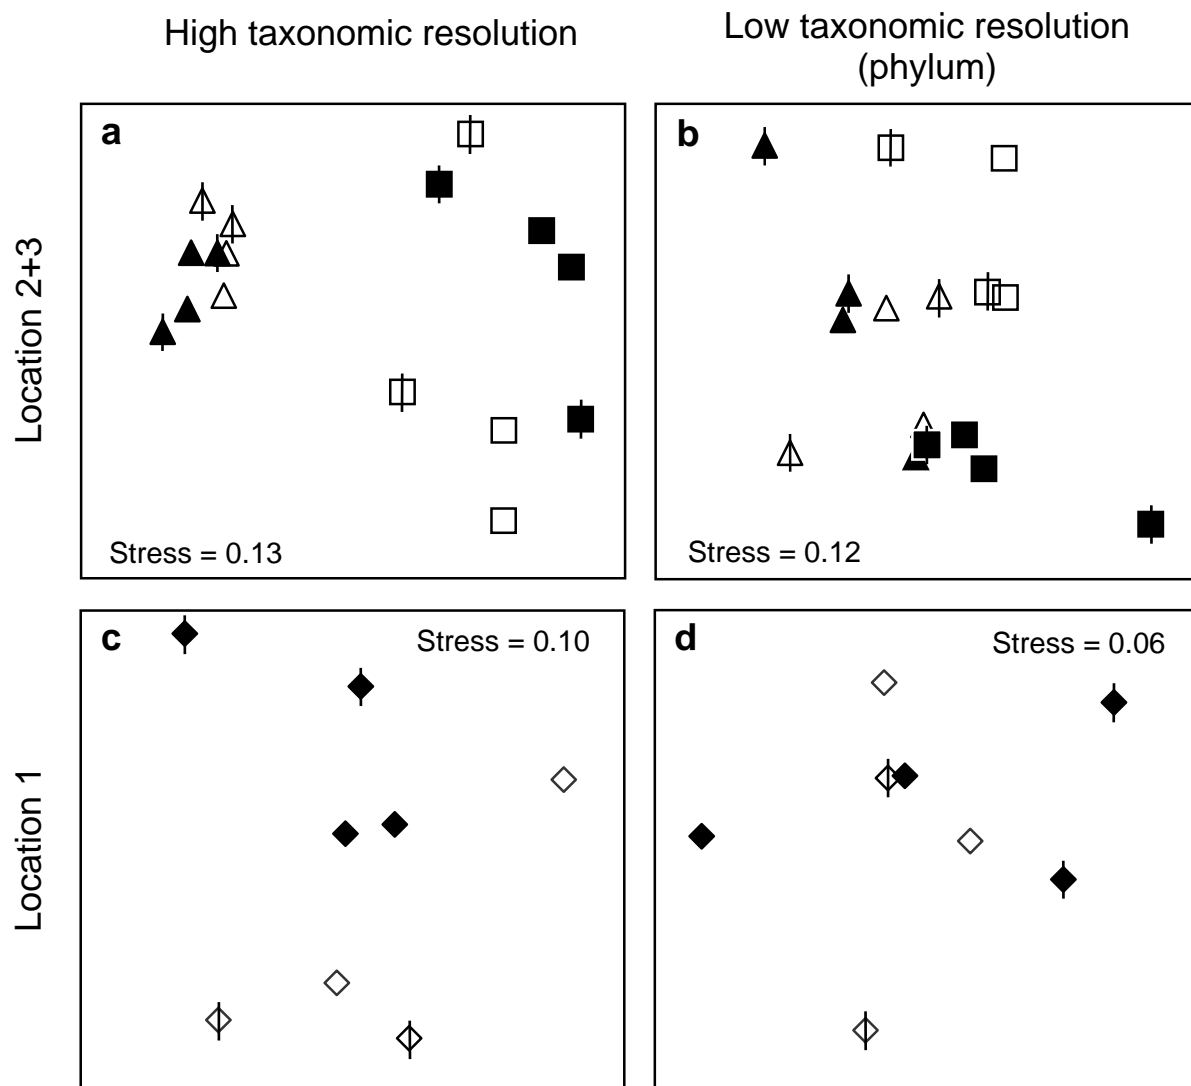 High taxonomic resolution
Low taxonomic resolution
(phylum)
Location 2+3
a
Stress = 0.13
b
Stress = 0.12
Location 1
c
Stress = 0.10
d
Stress = 0.06